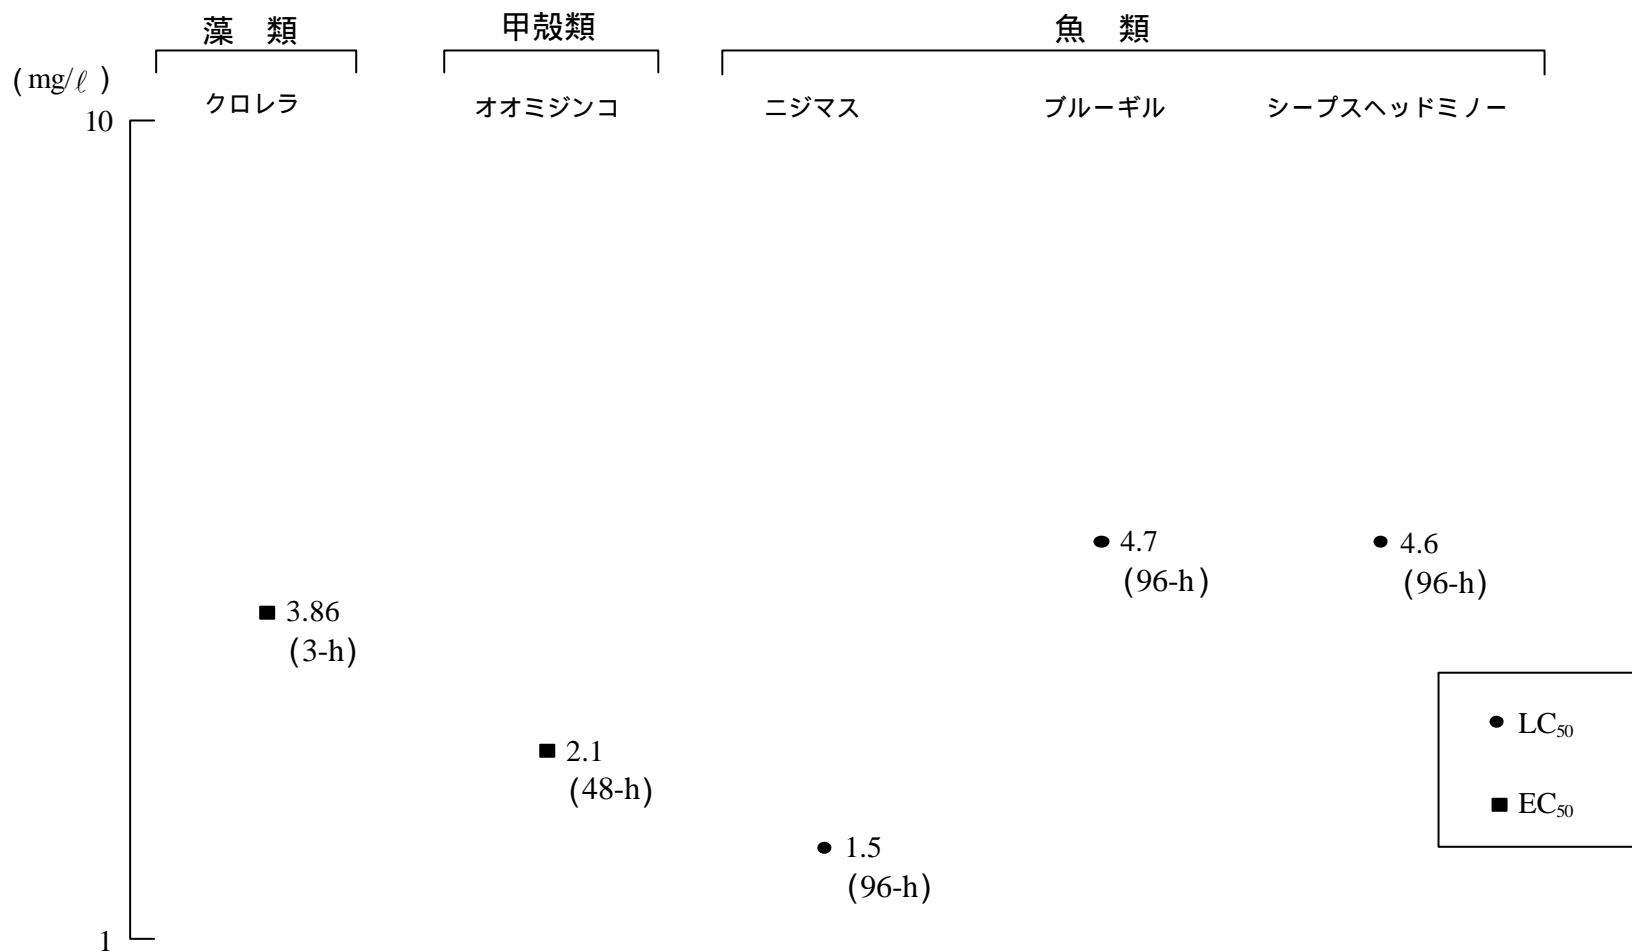 藻　類
甲殻類
魚　類
(mg/ℓ)
クロレラ
オオミジンコ
ニジマス
ブルーギル
シープスヘッドミノー
10
4.7
(96-h)
4.6
(96-h)
3.86
(3-h)
2.1
(48-h)
1.5
(96-h)
LC₅₀
EC₅₀
1